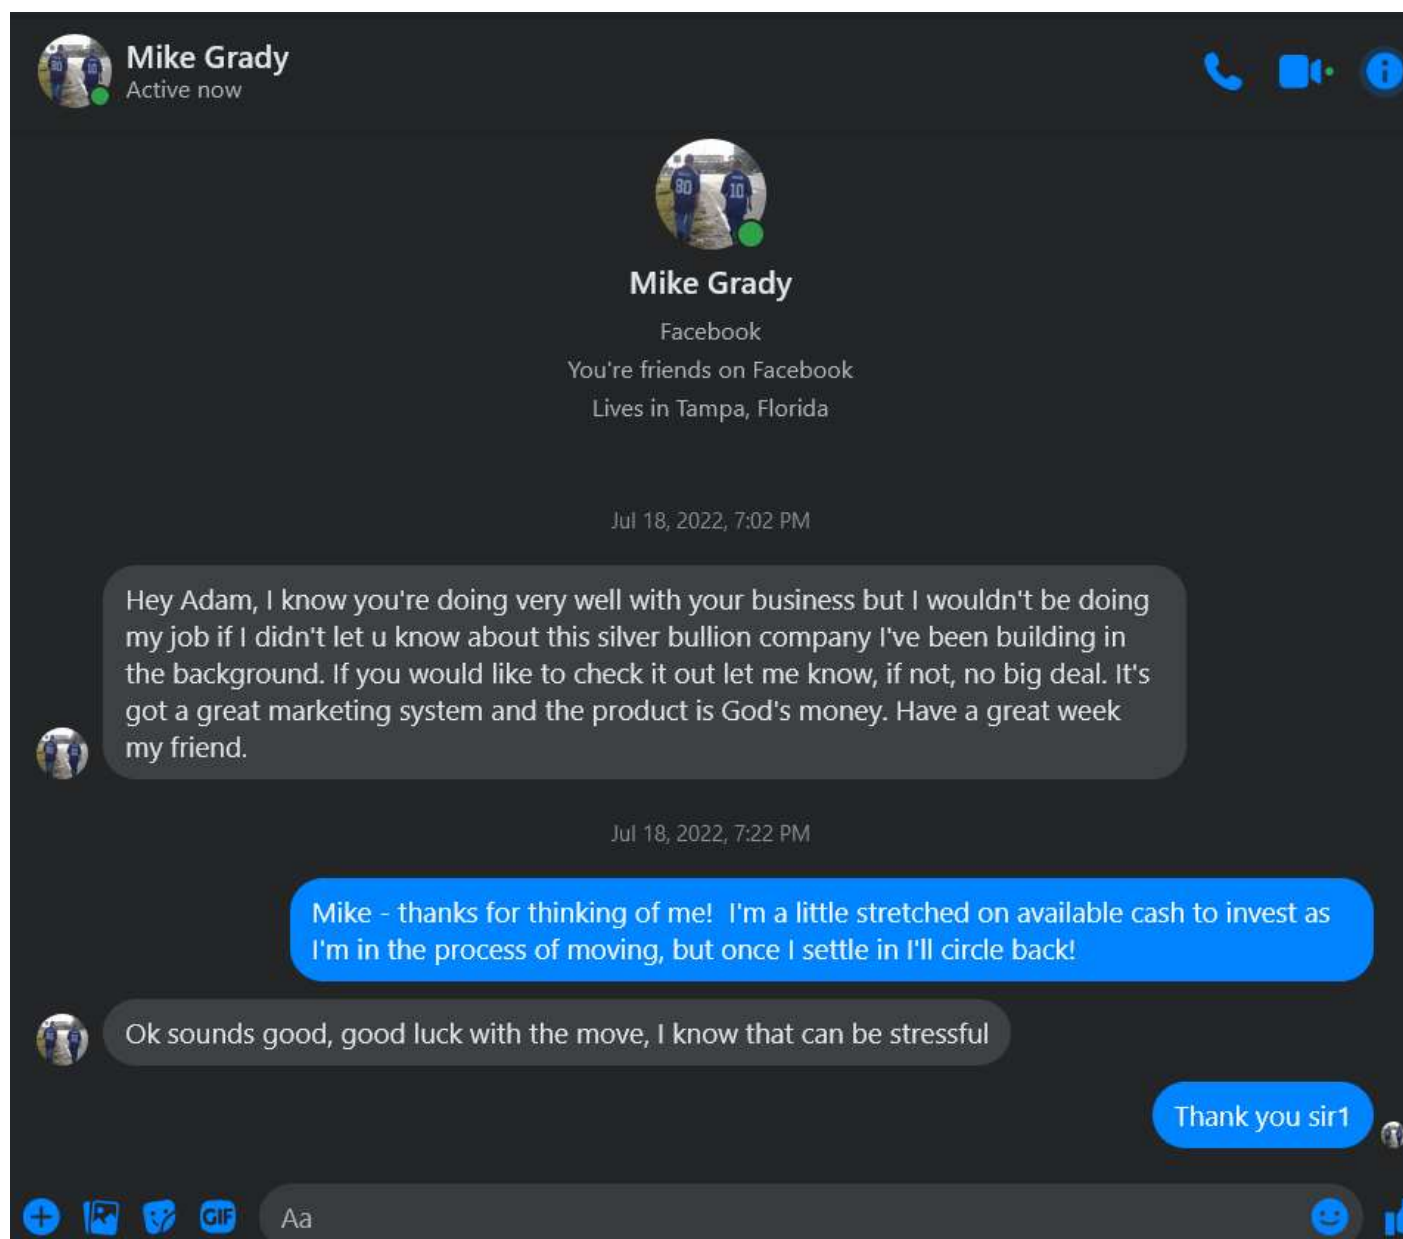 Mike Grady
Active now
80
10
Mike Grady
Facebook
You're friends on Facebook
Lives in Tampa, Florida
Jul 18, 2022, 7:02 PM
Hey Adam, I know you're doing very well with your business but I wouldn't be doing
my job if I didn't let u know about this silver bullion company I've been building in
the background. If you would like to check it out let me know, if not, no big deal. It's
got a great marketing system and the product is God's money. Have a great week
my friend.
Jul 18, 2022, 7:22 PM
Mike - thanks for thinking of me!  I'm a little stretched on available cash to invest as
I'm in the process of moving, but once I settle in I'll circle back!
Ok sounds good, good luck with the move, I know that can be stressful
Thank you sir1
GIF
Aa